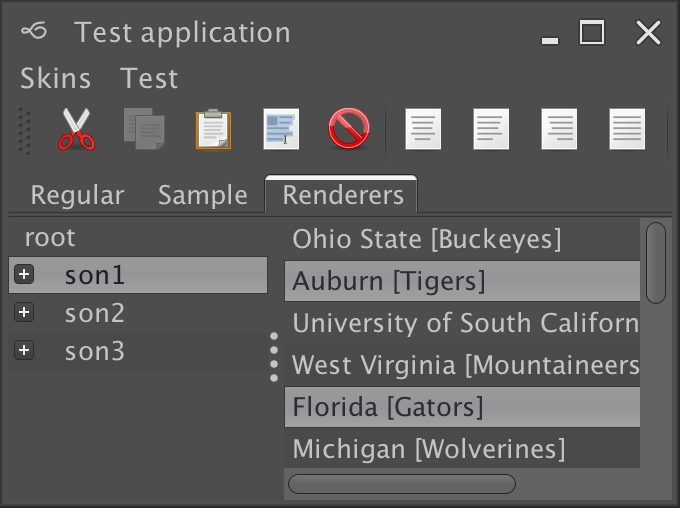 Test application
Skins Test
Regular Sample Renderers
root
son1
son2
son3
Ohio State [Buckeyes]
Auburn [Tigers]
University of South Californ
West Virginia [Mountaineers
Florida [Gators]
Michigan [Wolverines]